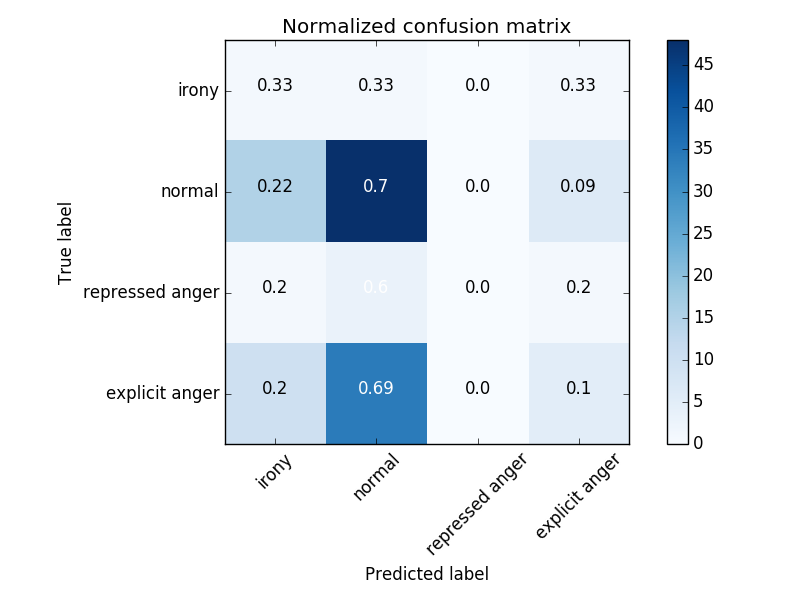 Normalized confusion matrix
irony 0.33 0.33 0.0 0.33
normal 0.22 0.7 0.0 0.09
repressed anger 0.2 0.6 0.0 0.2
explicit anger 0.2 0.69 0.0 0.1
True label
irony normal repressed anger explicit anger
Predicted label
45
40
35
30
25
20
15
10
5
0